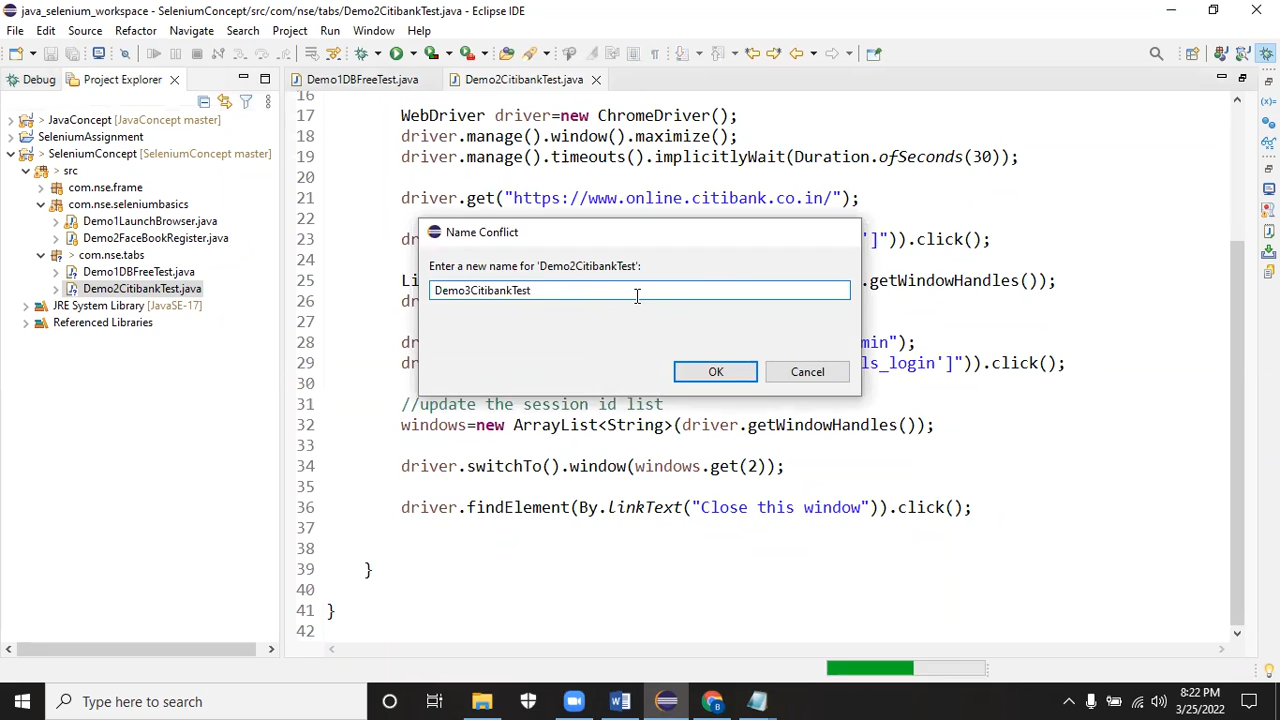 java_selenium_workspace - SeleniumConcept/src/com/nse/tabs/Demo2CitibankTest.java - Eclipse IDE
File Edit Source Refactor Navigate Search Project Run Window Help
Debug Project Explorer Demo1DBFreeTest.java Demo2CitibankTest.java
> JavaConcept [JavaConcept master]
SeleniumAssignment
> SeleniumConcept [SeleniumConcept master]
> src
com.nse.frame
com.nse.seleniumbasics
Demo1LaunchBrowser.java
Demo2FaceBookRegister.java
> com.nse.tabs
Demo1DBFreeTest.java
Demo2CitibankTest.java
JRE System Library [JavaSE-17]
Referenced Libraries
16
17 WebDriver driver=new ChromeDriver();
18 driver.manage().window().maximize();
19 driver.manage().timeouts().implicitlyWait(Duration.ofSeconds(30));
20
21 driver.get("https://www.online.citibank.co.in/");
22
23 dr ']")).click();
24
25 Li .getWindowHandles());
26 dr
27
28 dr min");
29 dr ls_login']")).click();
30
31 //update the session id list
32 windows=new ArrayList<String>(driver.getWindowHandles());
33
34 driver.switchTo().window(windows.get(2));
35
36 driver.findElement(By.linkText("Close this window")).click();
37
38
39 }
40
41 }
42
Name Conflict
Enter a new name for 'Demo2CitibankTest':
Demo3CitibankTest
OK Cancel
Type here to search
8:22 PM
3/25/2022